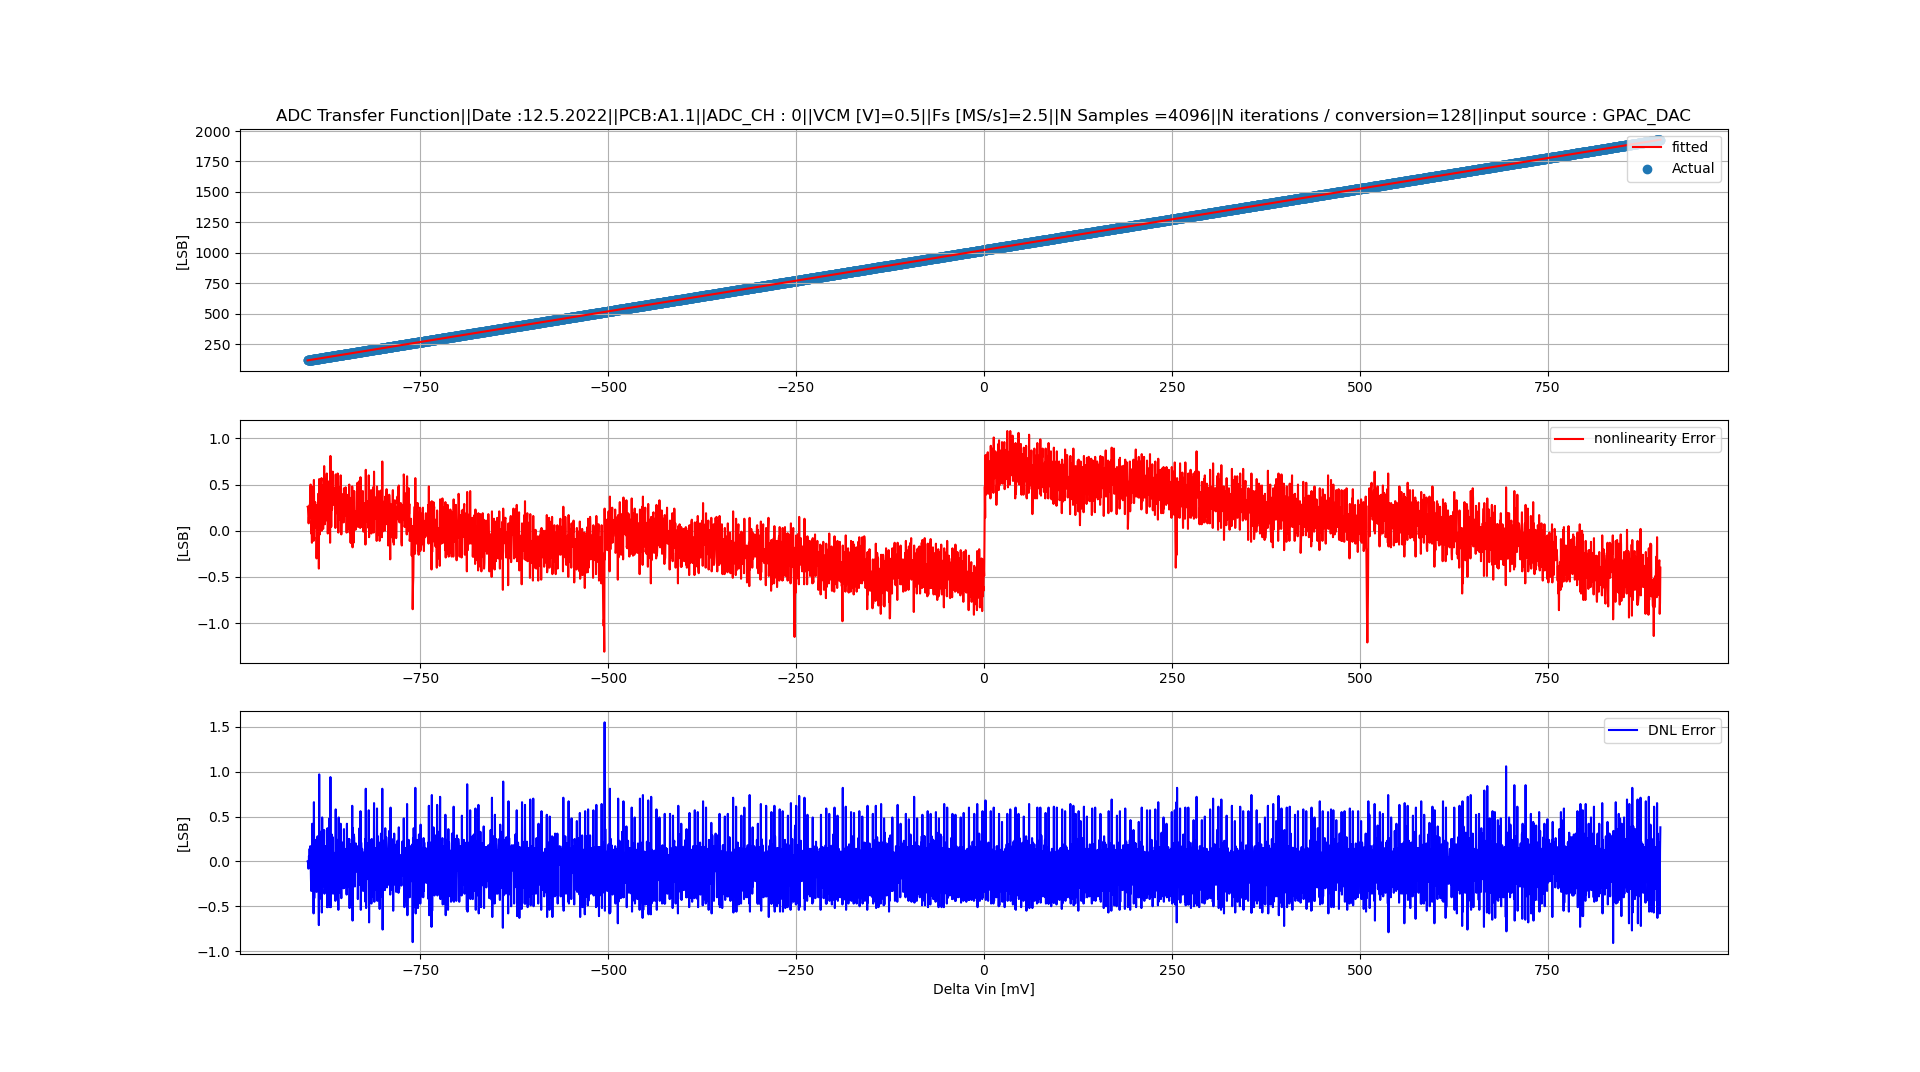 ADC Transfer Function||Date :12.5.2022||PCB:A1.1||ADC_CH : 0||VCM [V]=0.5||Fs [MS/s]=2.5||N Samples =4096||N iterations / conversion=128||input source : GPAC_DAC
[LSB]
2000
1750
1500
1250
1000
750
500
250
fitted
Actual
−750 −500 −250 0 250 500 750
[LSB]
1.0
0.5
0.0
−0.5
−1.0
nonlinearity Error
−750 −500 −250 0 250 500 750
[LSB]
1.5
1.0
0.5
0.0
−0.5
−1.0
DNL Error
−750 −500 −250 0 250 500 750
Delta Vin [mV]